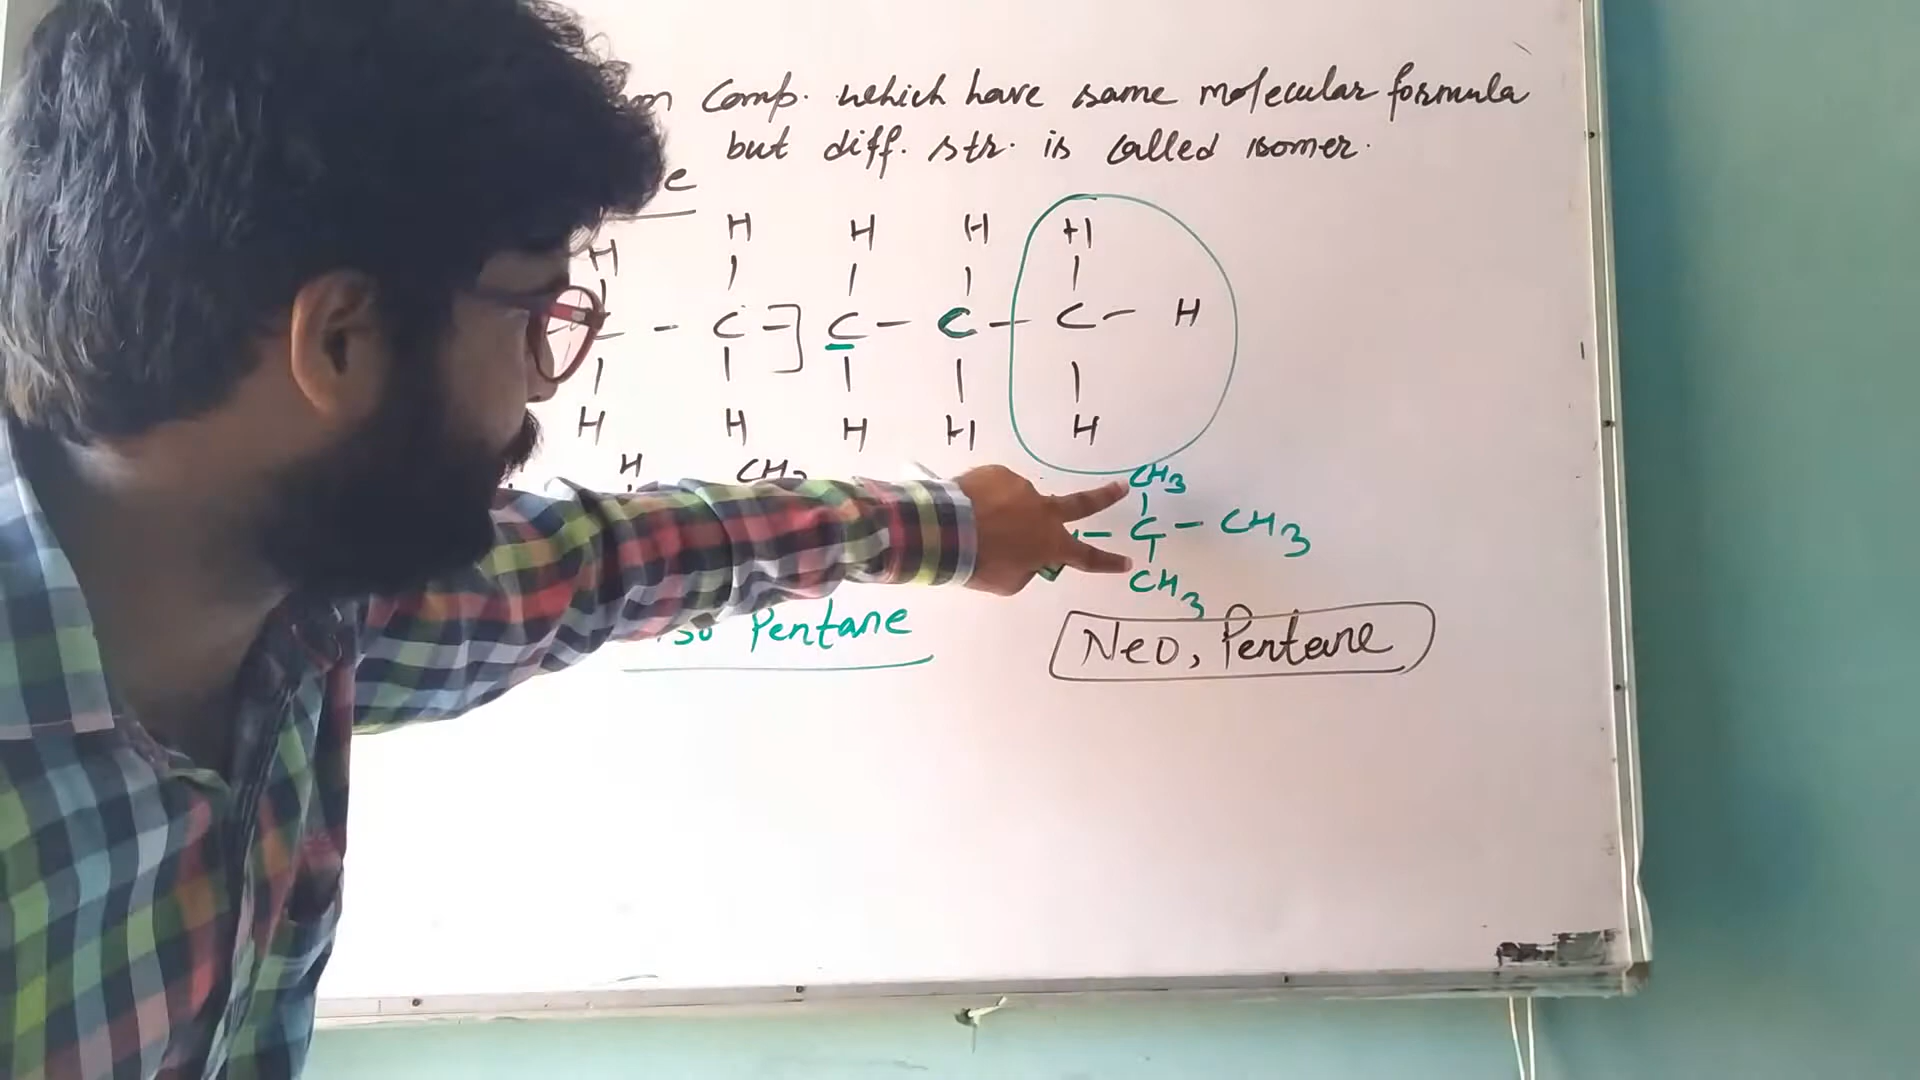 Comp. which have same molecular formula
but diff. str. is called isomer.
H H H H H
C - C - C - C - H
H H H H H
H CH3 CH3
C - CH3
CH3
iso Pentane Neo, Pentane